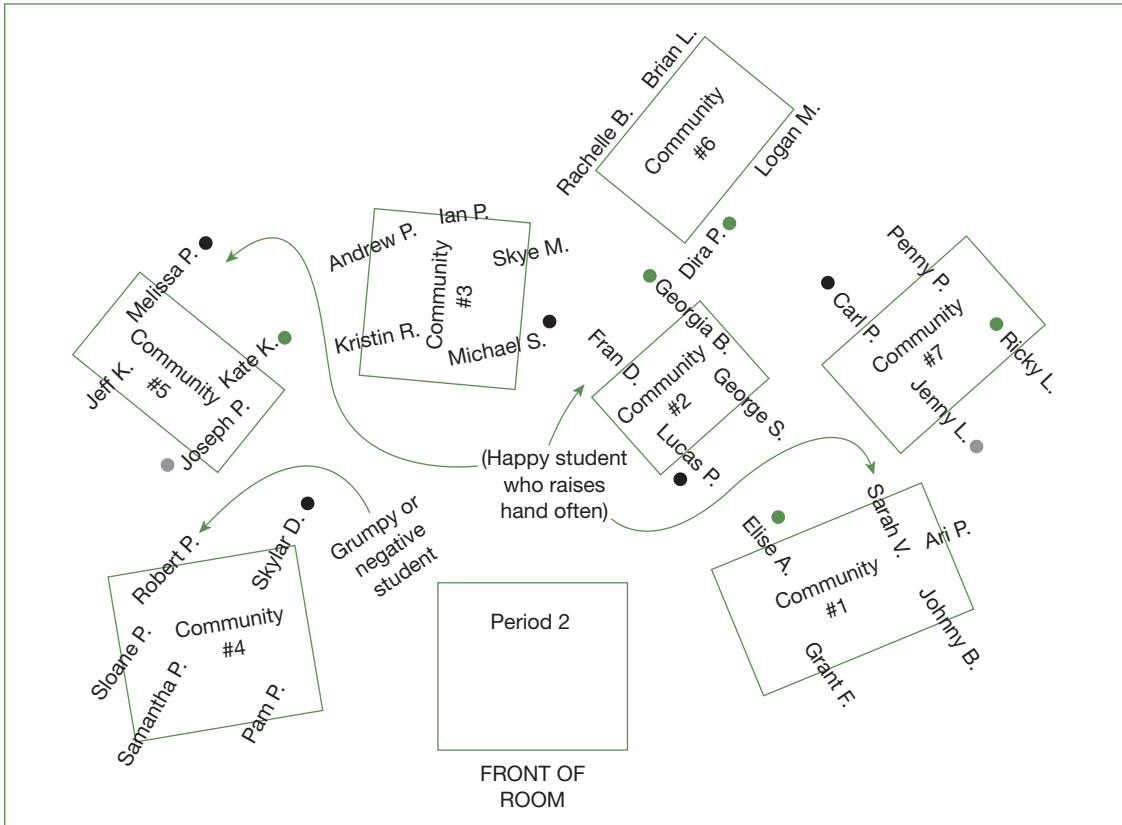 Brian L.
Rachelle B.
Community
#6
Logan M.
Dira P.
Ian P.
Andrew P.
Skye M.
Community
#3
Kristin R.
Michael S.
Melissa P.
Community
#5
Kate K.
Jeff K.
Joseph P.
Georgia B.
Fran D.
Community
#2
George S.
Lucas P.
Penny P.
Carl P.
Community
#7
Ricky L.
Jenny L.
(Happy student
who raises
hand often)
Grumpy or
negative
student
Robert P.
Skylar D.
Community
#4
Sloane P.
Samantha P.
Pam P.
Elise A.
Sarah V.
Ari P.
Community
#1
Johnny B.
Grant F.
Period 2
FRONT OF
ROOM